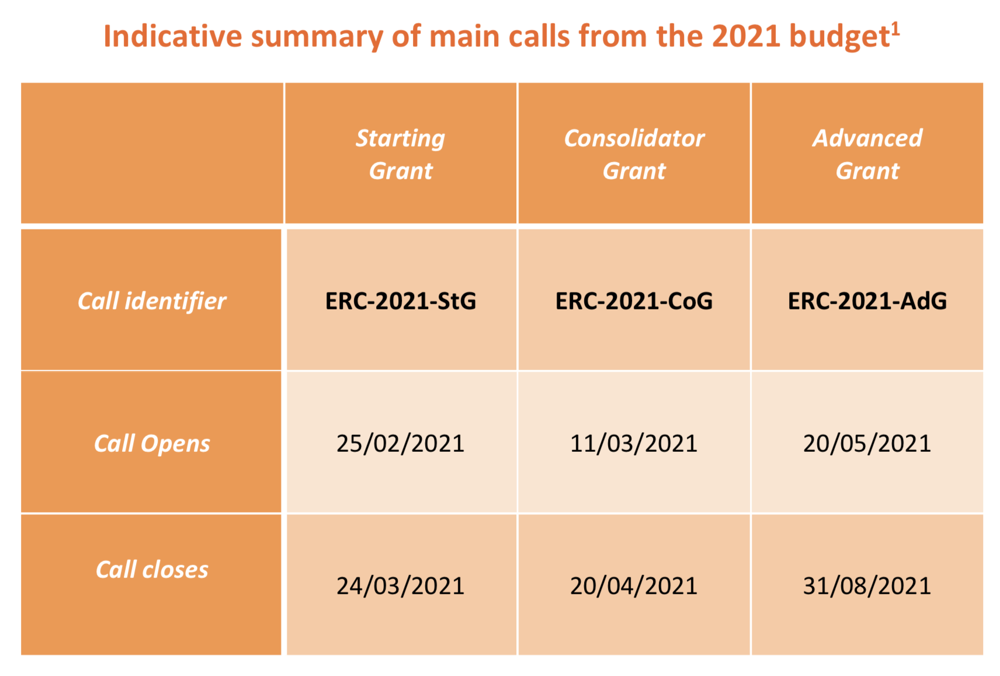 Indicative summary of main calls from the 2021 budget¹
Starting
Grant
Consolidator
Grant
Advanced
Grant
Call identifier
ERC-2021-StG
ERC-2021-CoG
ERC-2021-AdG
Call Opens
25/02/2021
11/03/2021
20/05/2021
Call closes
24/03/2021
20/04/2021
31/08/2021